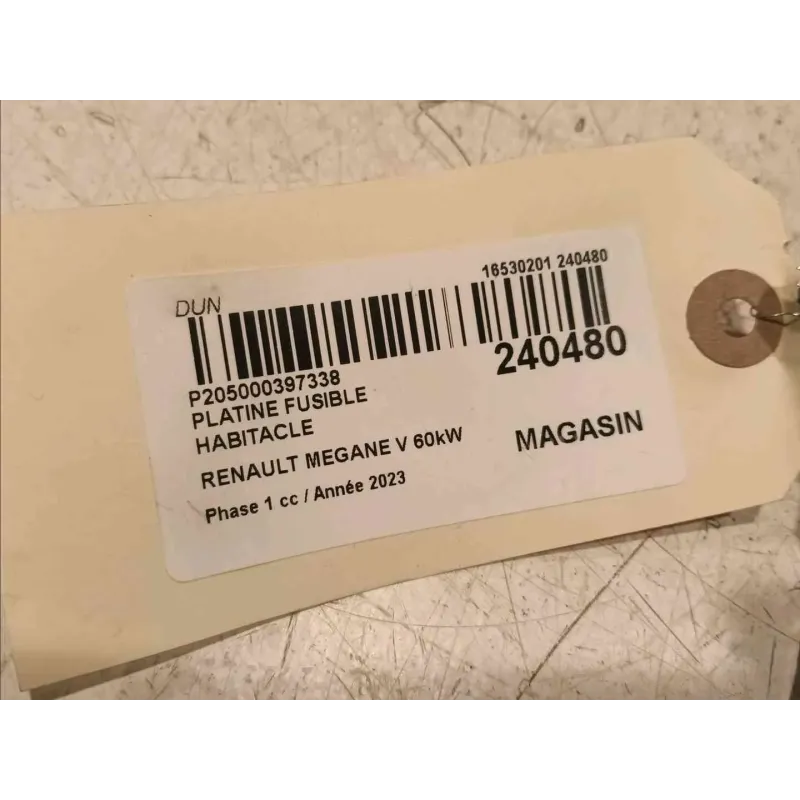 DUN
16530201 240480
240480
P205000397338
PLATINE FUSIBLE
HABITACLE
RENAULT MEGANE V 60kW
MAGASIN
Phase 1 cc / Année 2023